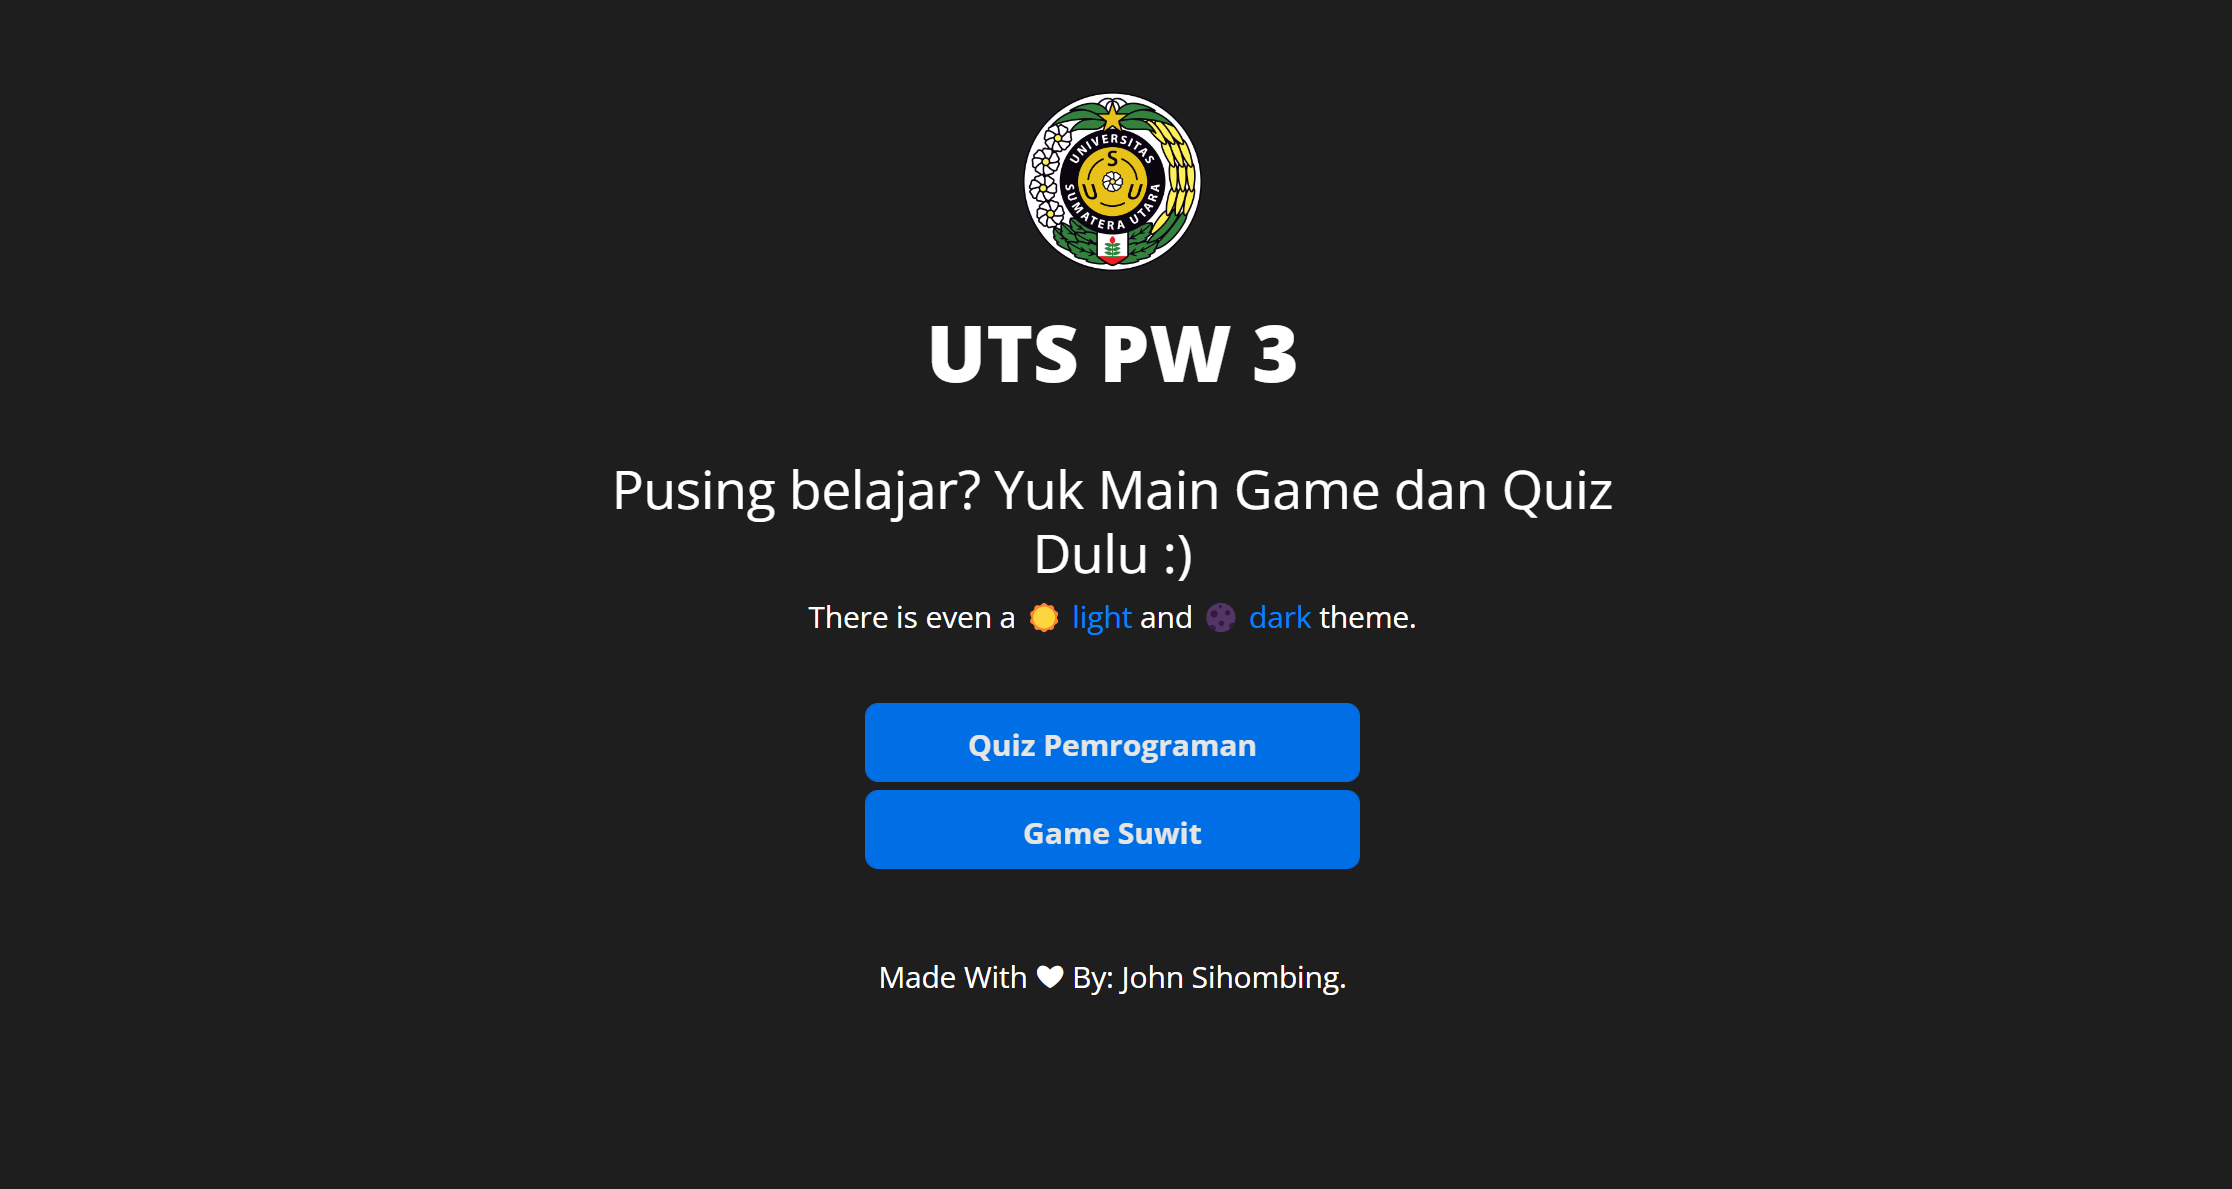 UNIVERSITAS
S
U U
SUMATERA UTARA
UTS PW 3
Pusing belajar? Yuk Main Game dan Quiz
Dulu :)
There is even a light and dark theme.
Quiz Pemrograman
Game Suwit
Made With ♥ By: John Sihombing.